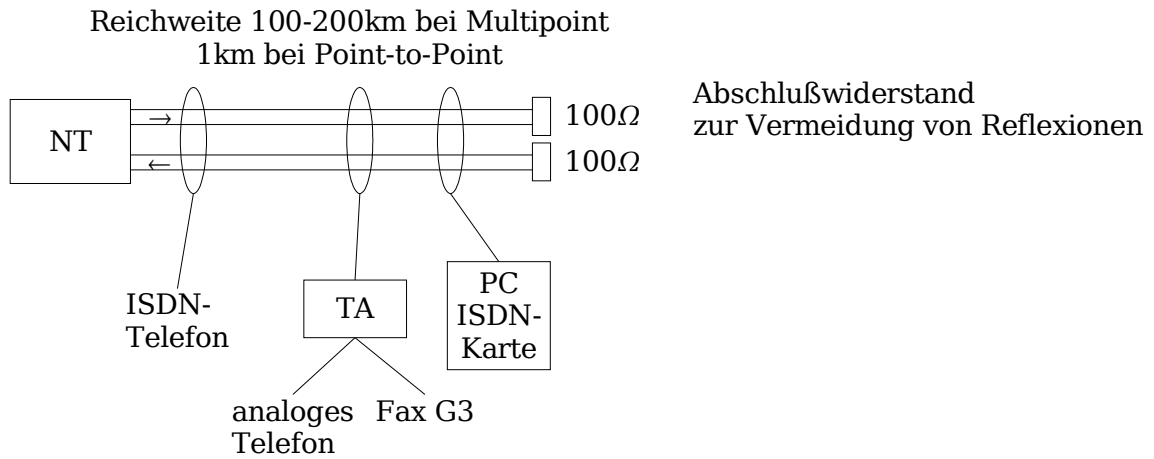 Reichweite 100-200km bei Multipoint
1km bei Point-to-Point
NT
→
←
100Ω
100Ω
Abschlußwiderstand
zur Vermeidung von Reflexionen
ISDN-
Telefon
TA
PC
ISDN-
Karte
analoges
Telefon
Fax G3